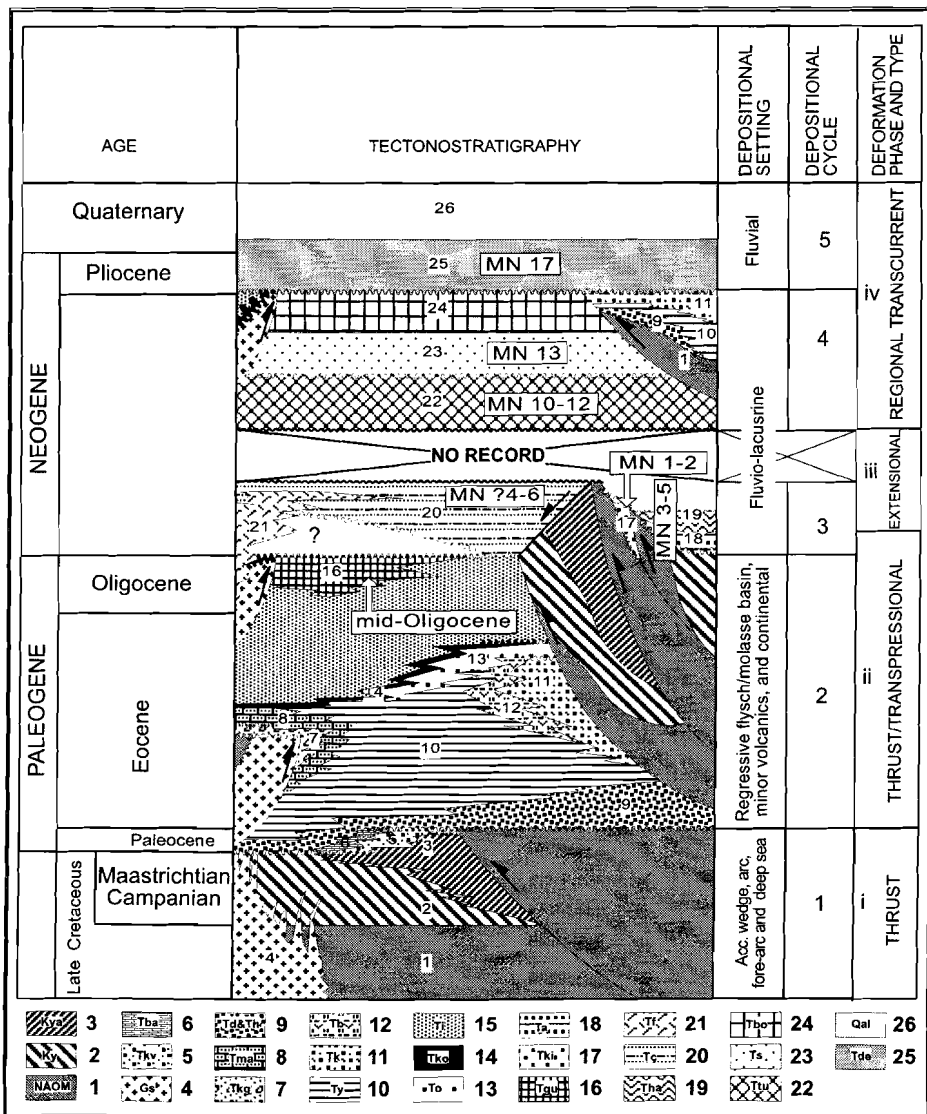 AGE
TECTONOSTRATIGRAPHY
DEPOSITIONAL
SETTING
DEPOSITIONAL
CYCLE
DEFORMATION
PHASE AND TYPE
Quaternary
26
Fluvial
5
iv
REGIONAL TRANSCURRENT
NEOGENE
Pliocene
25
MN 17
24
11
9
10
1
4
23
MN 13
22
MN 10-12
Fluvio-lacusrine
NO RECORD
iii
EXTENSIONAL
MN 1-2
MN ?4-6
MN 3-5
20
21
?
17
19
18
3
PALEOGENE
Oligocene
16
mid-Oligocene
Eocene
13
14
11
12
8
7
10
9
Regressive flysch/molasse basin,
minor volcanics, and continental
2
ii
THRUST/TRANSPRESSIONAL
Paleocene
6
5
3
Late Cretaceous
Maastrichtian
Campanian
2
4
1
Acc. wedge, arc,
fore-arc and deep sea
1
i
THRUST
Kya 3 Tba 6 Td&Th 9 Tb 12 Ti 15 Ta 18 Tf 21 Tbo 24 Qal 26
Ky 2 Tkv 5 Tma 8 Tk 11 Tko 14 Tki 17 Tç 20 Ts 23 Tde 25
NAOM 1 Gs 4 Tkg 7 Ty 10 To 13 Tgu 16 Tha 19 Ttu 22